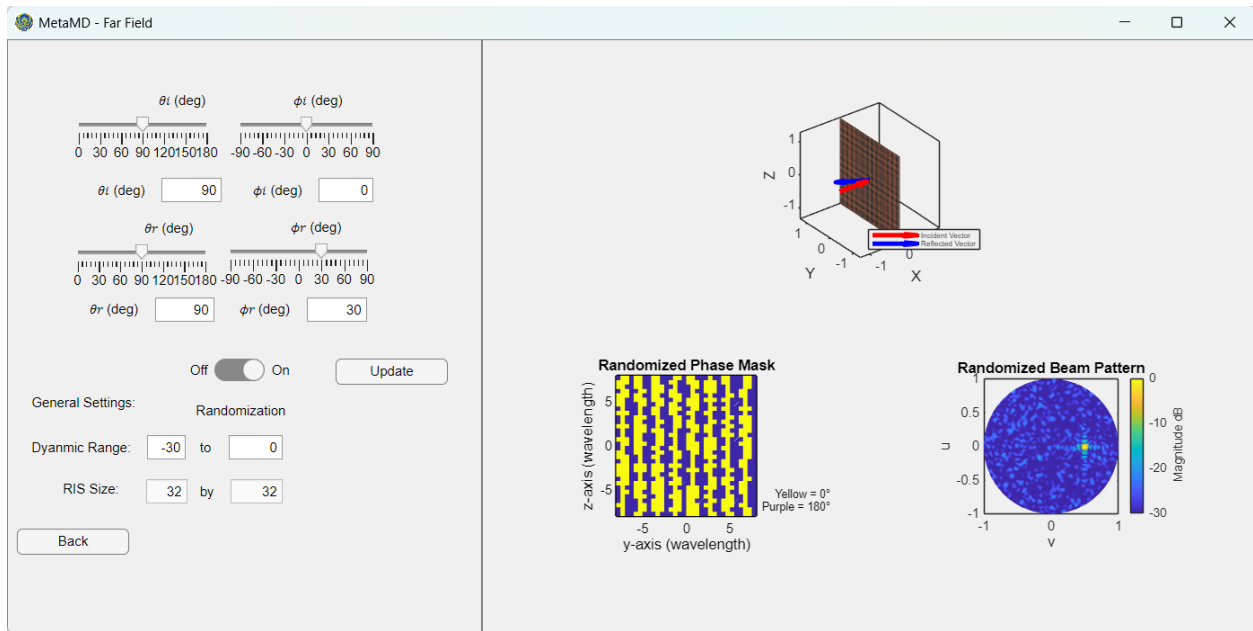 MetaMD - Far Field
θi (deg)
ϕi (deg)
0 30 60 90 120150180
-90 -60 -30 0 30 60 90
θi (deg) 90
ϕi (deg) 0
θr (deg)
ϕr (deg)
0 30 60 90 120150180
-90 -60 -30 0 30 60 90
θr (deg) 90
ϕr (deg) 30
Off On
Update
General Settings:
Randomization
Dyanmic Range: -30 to 0
RIS Size: 32 by 32
Back
1
0
-1
Z
1
0
-1
Y
-1
0
X
Incident Vector
Reflected Vector
Randomized Phase Mask
5
0
-5
z-axis (wavelength)
-5 0 5
y-axis (wavelength)
Yellow = 0°
Purple = 180°
Randomized Beam Pattern
1
0.5
0
-0.5
-1
u
-1 0 1
v
0
-10
-20
-30
Magnitude dB